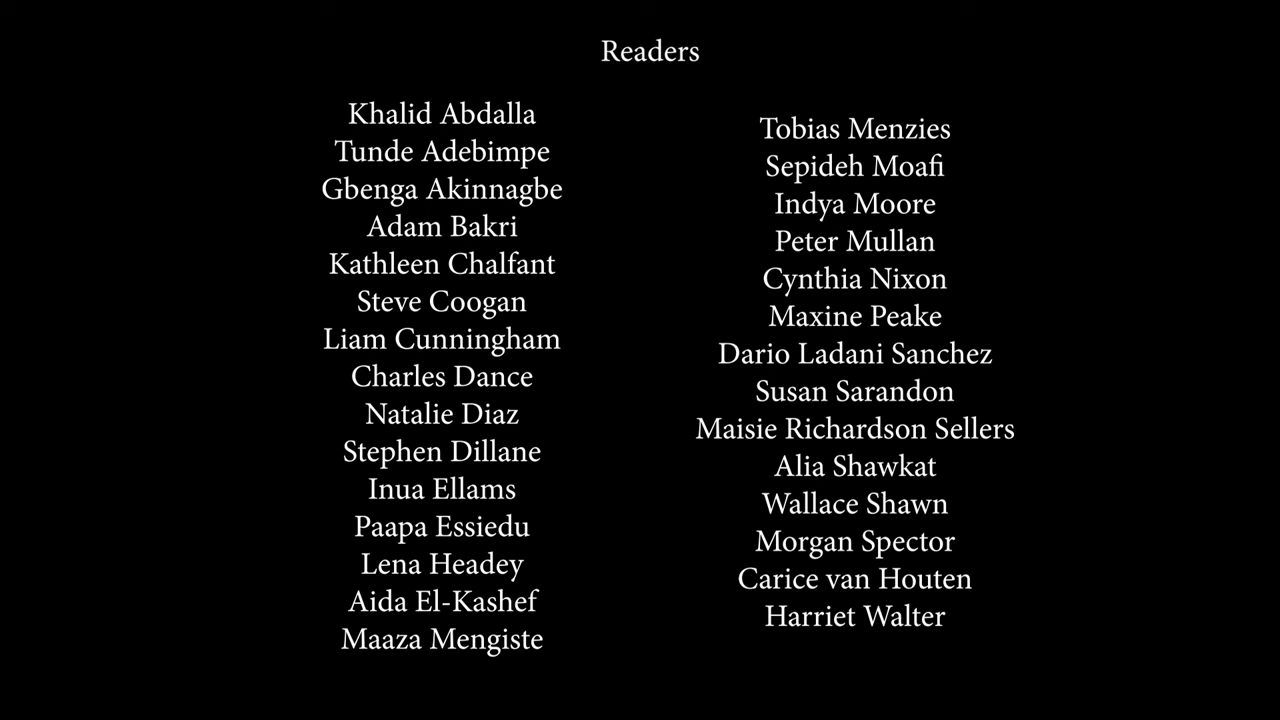 Readers
Khalid Abdalla
Tunde Adebimpe
Gbenga Akinnagbe
Adam Bakri
Kathleen Chalfant
Steve Coogan
Liam Cunningham
Charles Dance
Natalie Diaz
Stephen Dillane
Inua Ellams
Paapa Essiedu
Lena Headey
Aida El-Kashef
Maaza Mengiste
Tobias Menzies
Sepideh Moafi
Indya Moore
Peter Mullan
Cynthia Nixon
Maxine Peake
Dario Ladani Sanchez
Susan Sarandon
Maisie Richardson Sellers
Alia Shawkat
Wallace Shawn
Morgan Spector
Carice van Houten
Harriet Walter